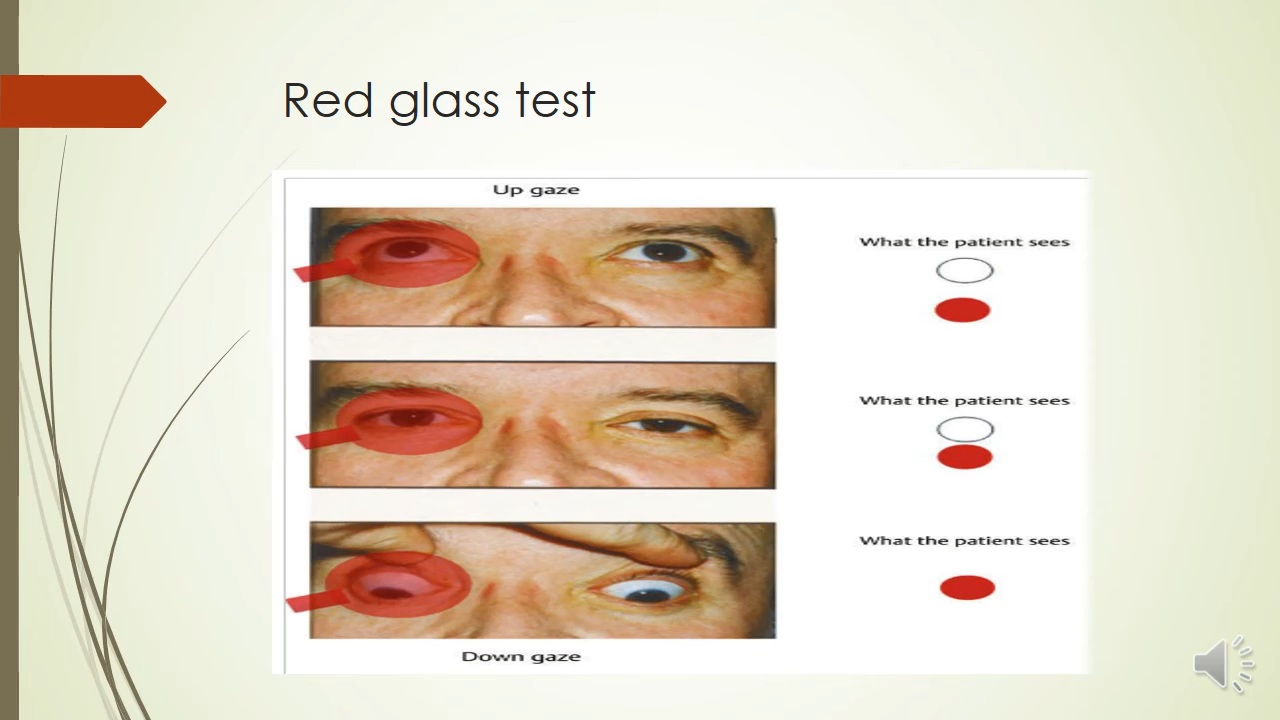 Red glass test
Up gaze
What the patient sees
What the patient sees
What the patient sees
Down gaze